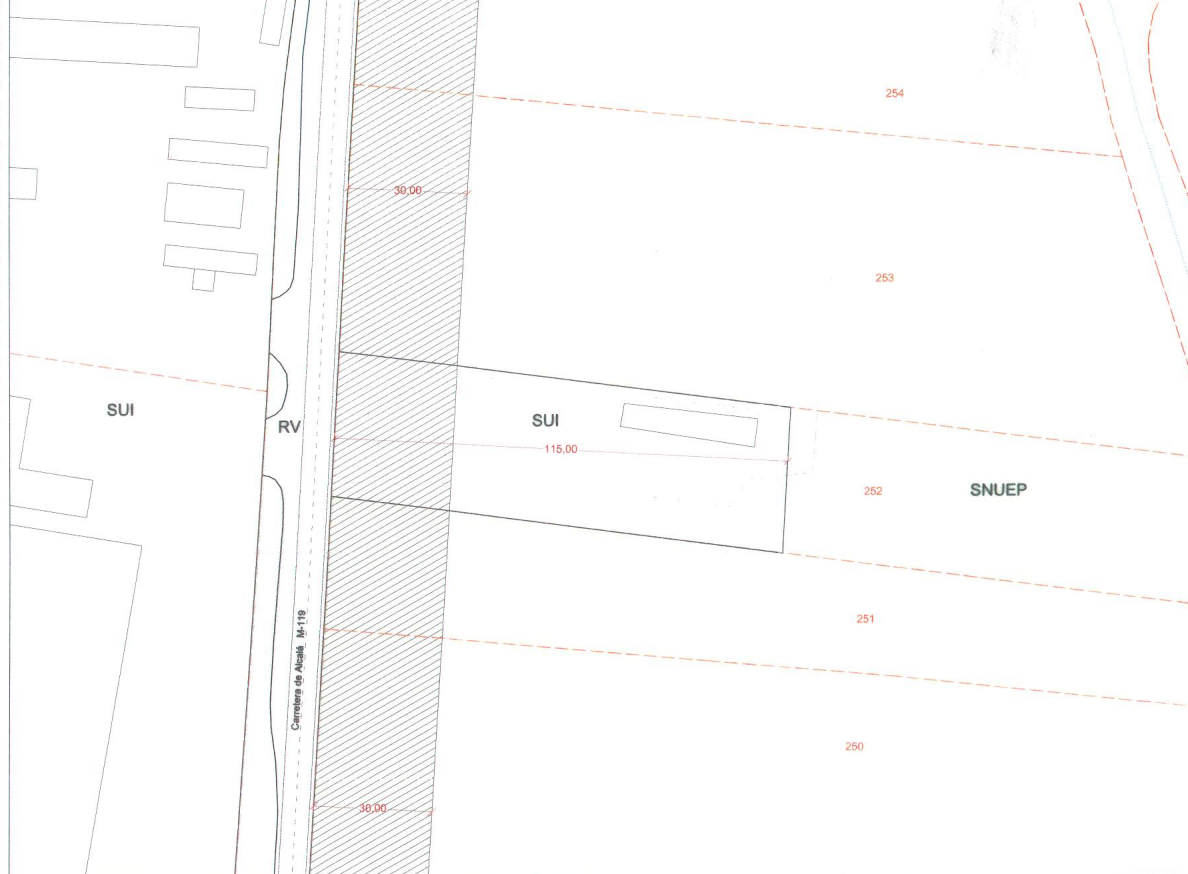 254
30,00
253
SUI
RV
SUI
115,00
252
SNUEP
251
Carretera de Alcalá M-119
250
30,00